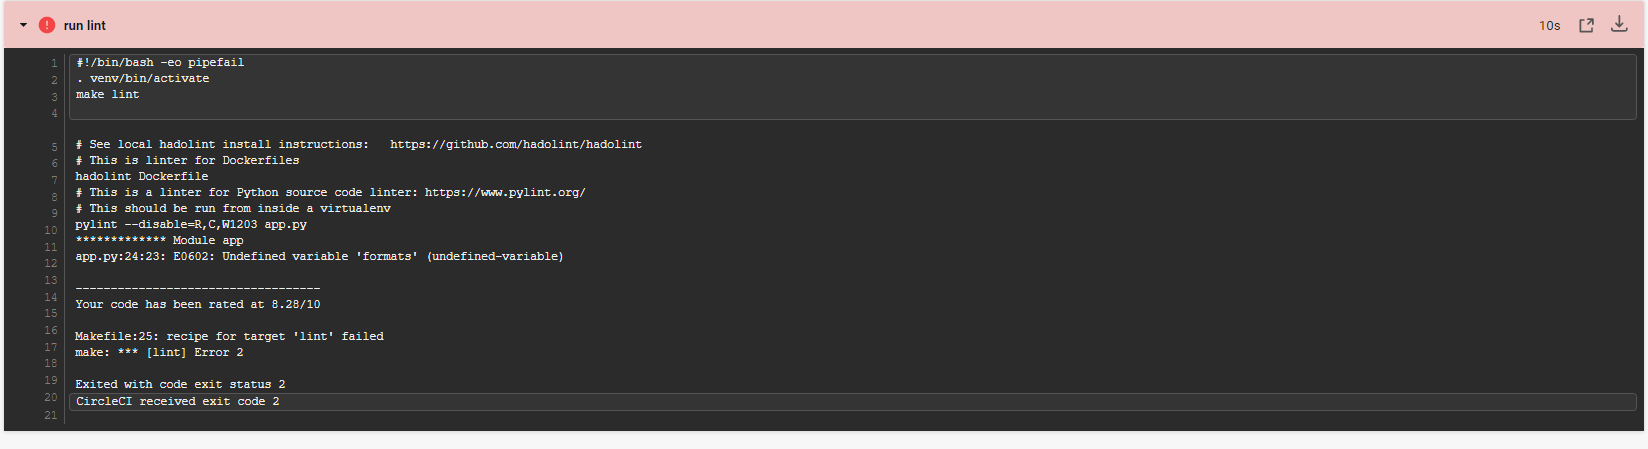 run lint
10s
1 #!/bin/bash -eo pipefail
2 . venv/bin/activate
3 make lint
4
5 # See local hadolint install instructions:   https://github.com/hadolint/hadolint
6 # This is linter for Dockerfiles
7 hadolint Dockerfile
8 # This is a linter for Python source code linter: https://www.pylint.org/
9 # This should be run from inside a virtualenv
10 pylint --disable=R,C,W1203 app.py
11 ************* Module app
12 app.py:24:23: E0602: Undefined variable 'formats' (undefined-variable)
13
14 -----------------------------------
15 Your code has been rated at 8.28/10
16
17 Makefile:25: recipe for target 'lint' failed
18 make: *** [lint] Error 2
19
20 Exited with code exit status 2
21 CircleCI received exit code 2